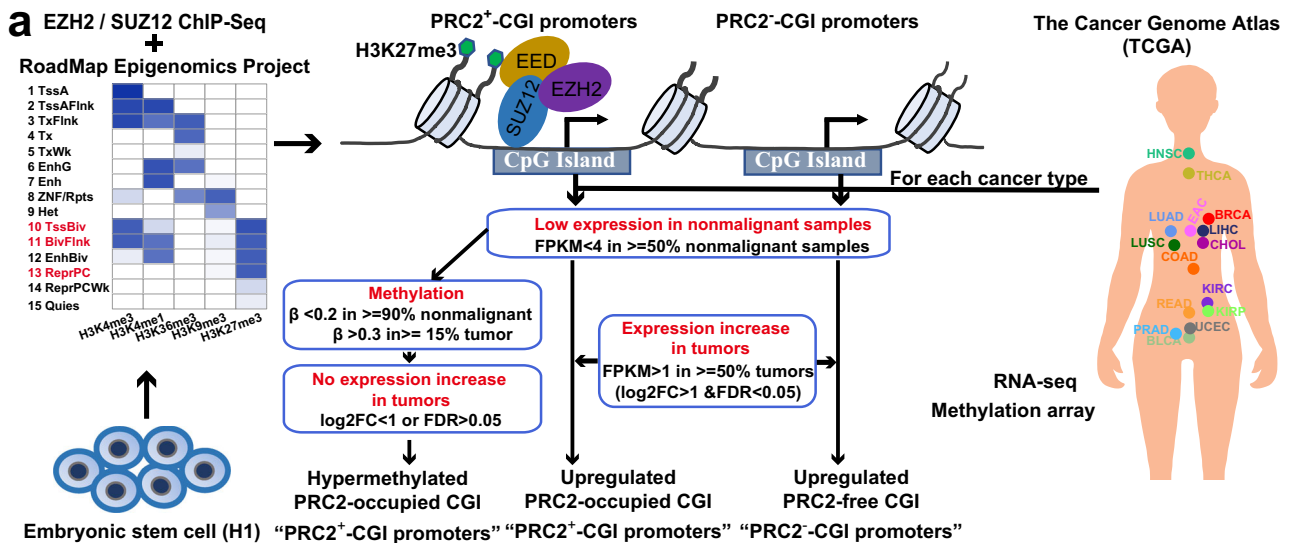 a
EZH2 / SUZ12 ChIP-Seq
+
RoadMap Epigenomics Project
1 TssA
2 TssAFlnk
3 TxFlnk
4 Tx
5 TxWk
6 EnhG
7 Enh
8 ZNF/Rpts
9 Het
10 TssBiv
11 BivFlnk
12 EnhBiv
13 ReprPC
14 ReprPCWk
15 Quies
H3K4me3
H3K4me1
H3K36me3
H3K9me3
H3K27me3
Embryonic stem cell (H1)
PRC2+-CGI promoters
PRC2--CGI promoters
H3K27me3
EED
EZH2
SUZ12
CpG Island
CpG Island
For each cancer type
Low expression in nonmalignant samples
FPKM<4 in >=50% nonmalignant samples
Methylation
β <0.2 in >=90% nonmalignant
β >0.3 in>= 15% tumor
No expression increase
in tumors
log2FC<1 or FDR>0.05
Expression increase
in tumors
FPKM>1 in >=50% tumors
(log2FC>1 &FDR<0.05)
Hypermethylated
PRC2-occupied CGI
“PRC2+-CGI promoters”
Upregulated
PRC2-occupied CGI
“PRC2+-CGI promoters”
Upregulated
PRC2-free CGI
“PRC2--CGI promoters”
The Cancer Genome Atlas
(TCGA)
HNSC
THCA
EAC
LUAD
BRCA
LIHC
LUSC
CHOL
COAD
KIRC
READ
KIRP
PRAD
UCEC
BLCA
RNA-seq
Methylation array